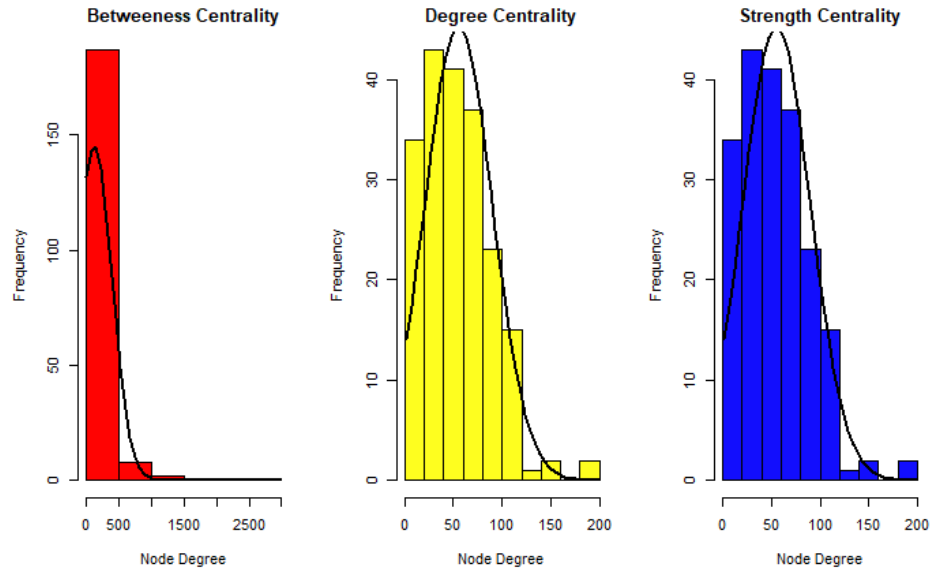 Betweeness Centrality
Degree Centrality
Strength Centrality
Frequency
0 50 100 150
0 500 1500 2500
Node Degree
Frequency
0 10 20 30 40
0 50 100 150 200
Node Degree
Frequency
0 10 20 30 40
0 50 100 150 200
Node Degree